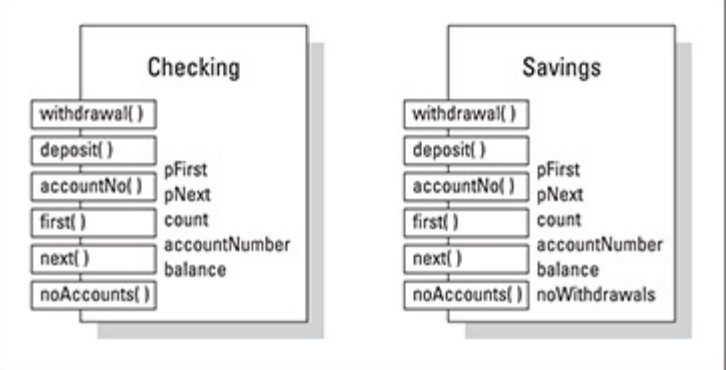 Checking
withdrawal( )
deposit( )
accountNo( )
first( )
next( )
noAccounts( )
pFirst
pNext
count
accountNumber
balance
Savings
withdrawal( )
deposit( )
accountNo( )
first( )
next( )
noAccounts( )
pFirst
pNext
count
accountNumber
balance
noWithdrawals